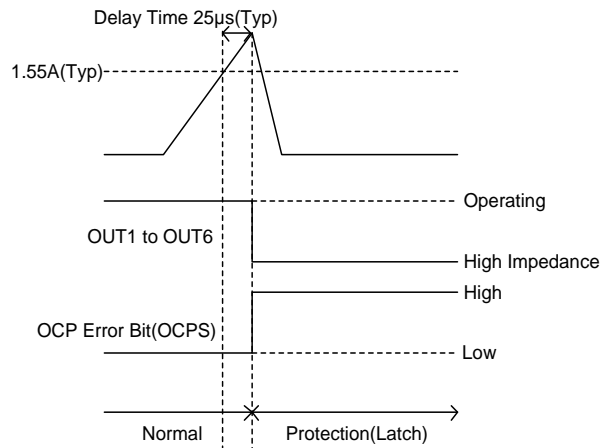 Delay Time 25µs(Typ)
1.55A(Typ)
Operating
OUT1 to OUT6
High Impedance
High
OCP Error Bit(OCPS)
Low
Normal
Protection(Latch)